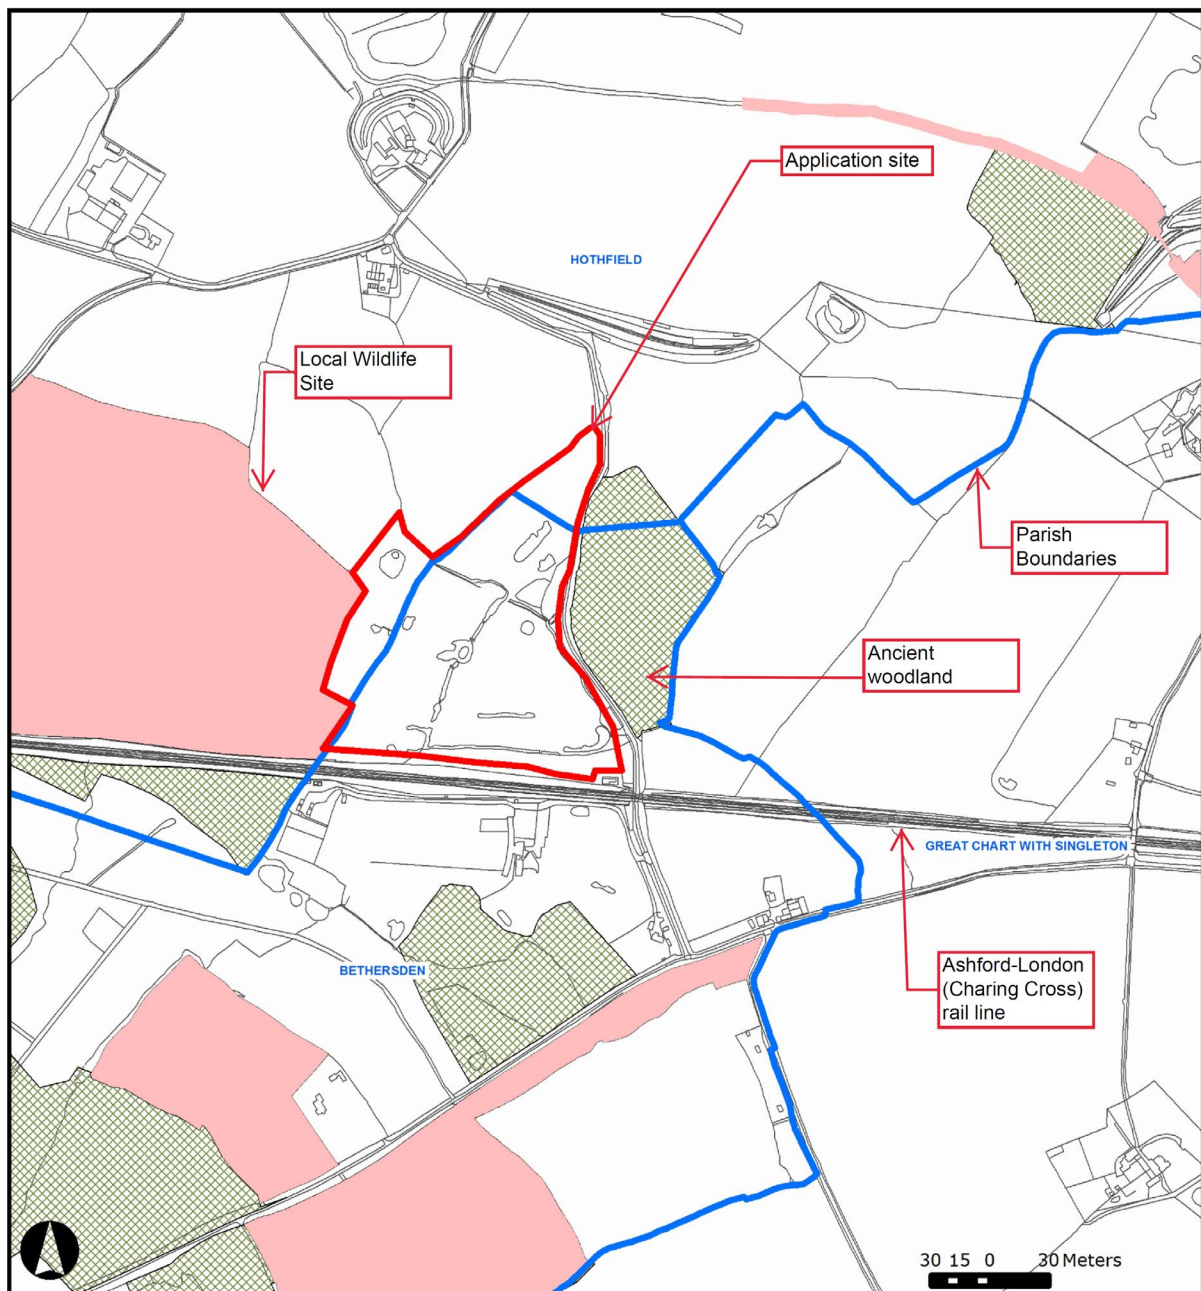 Application site
HOTHFIELD
Local Wildlife
Site
Parish
Boundaries
Ancient
woodland
GREAT CHART WITH SINGLETON
BETHERSDEN
Ashford-London
(Charing Cross)
rail line
30 15 0 30 Meters